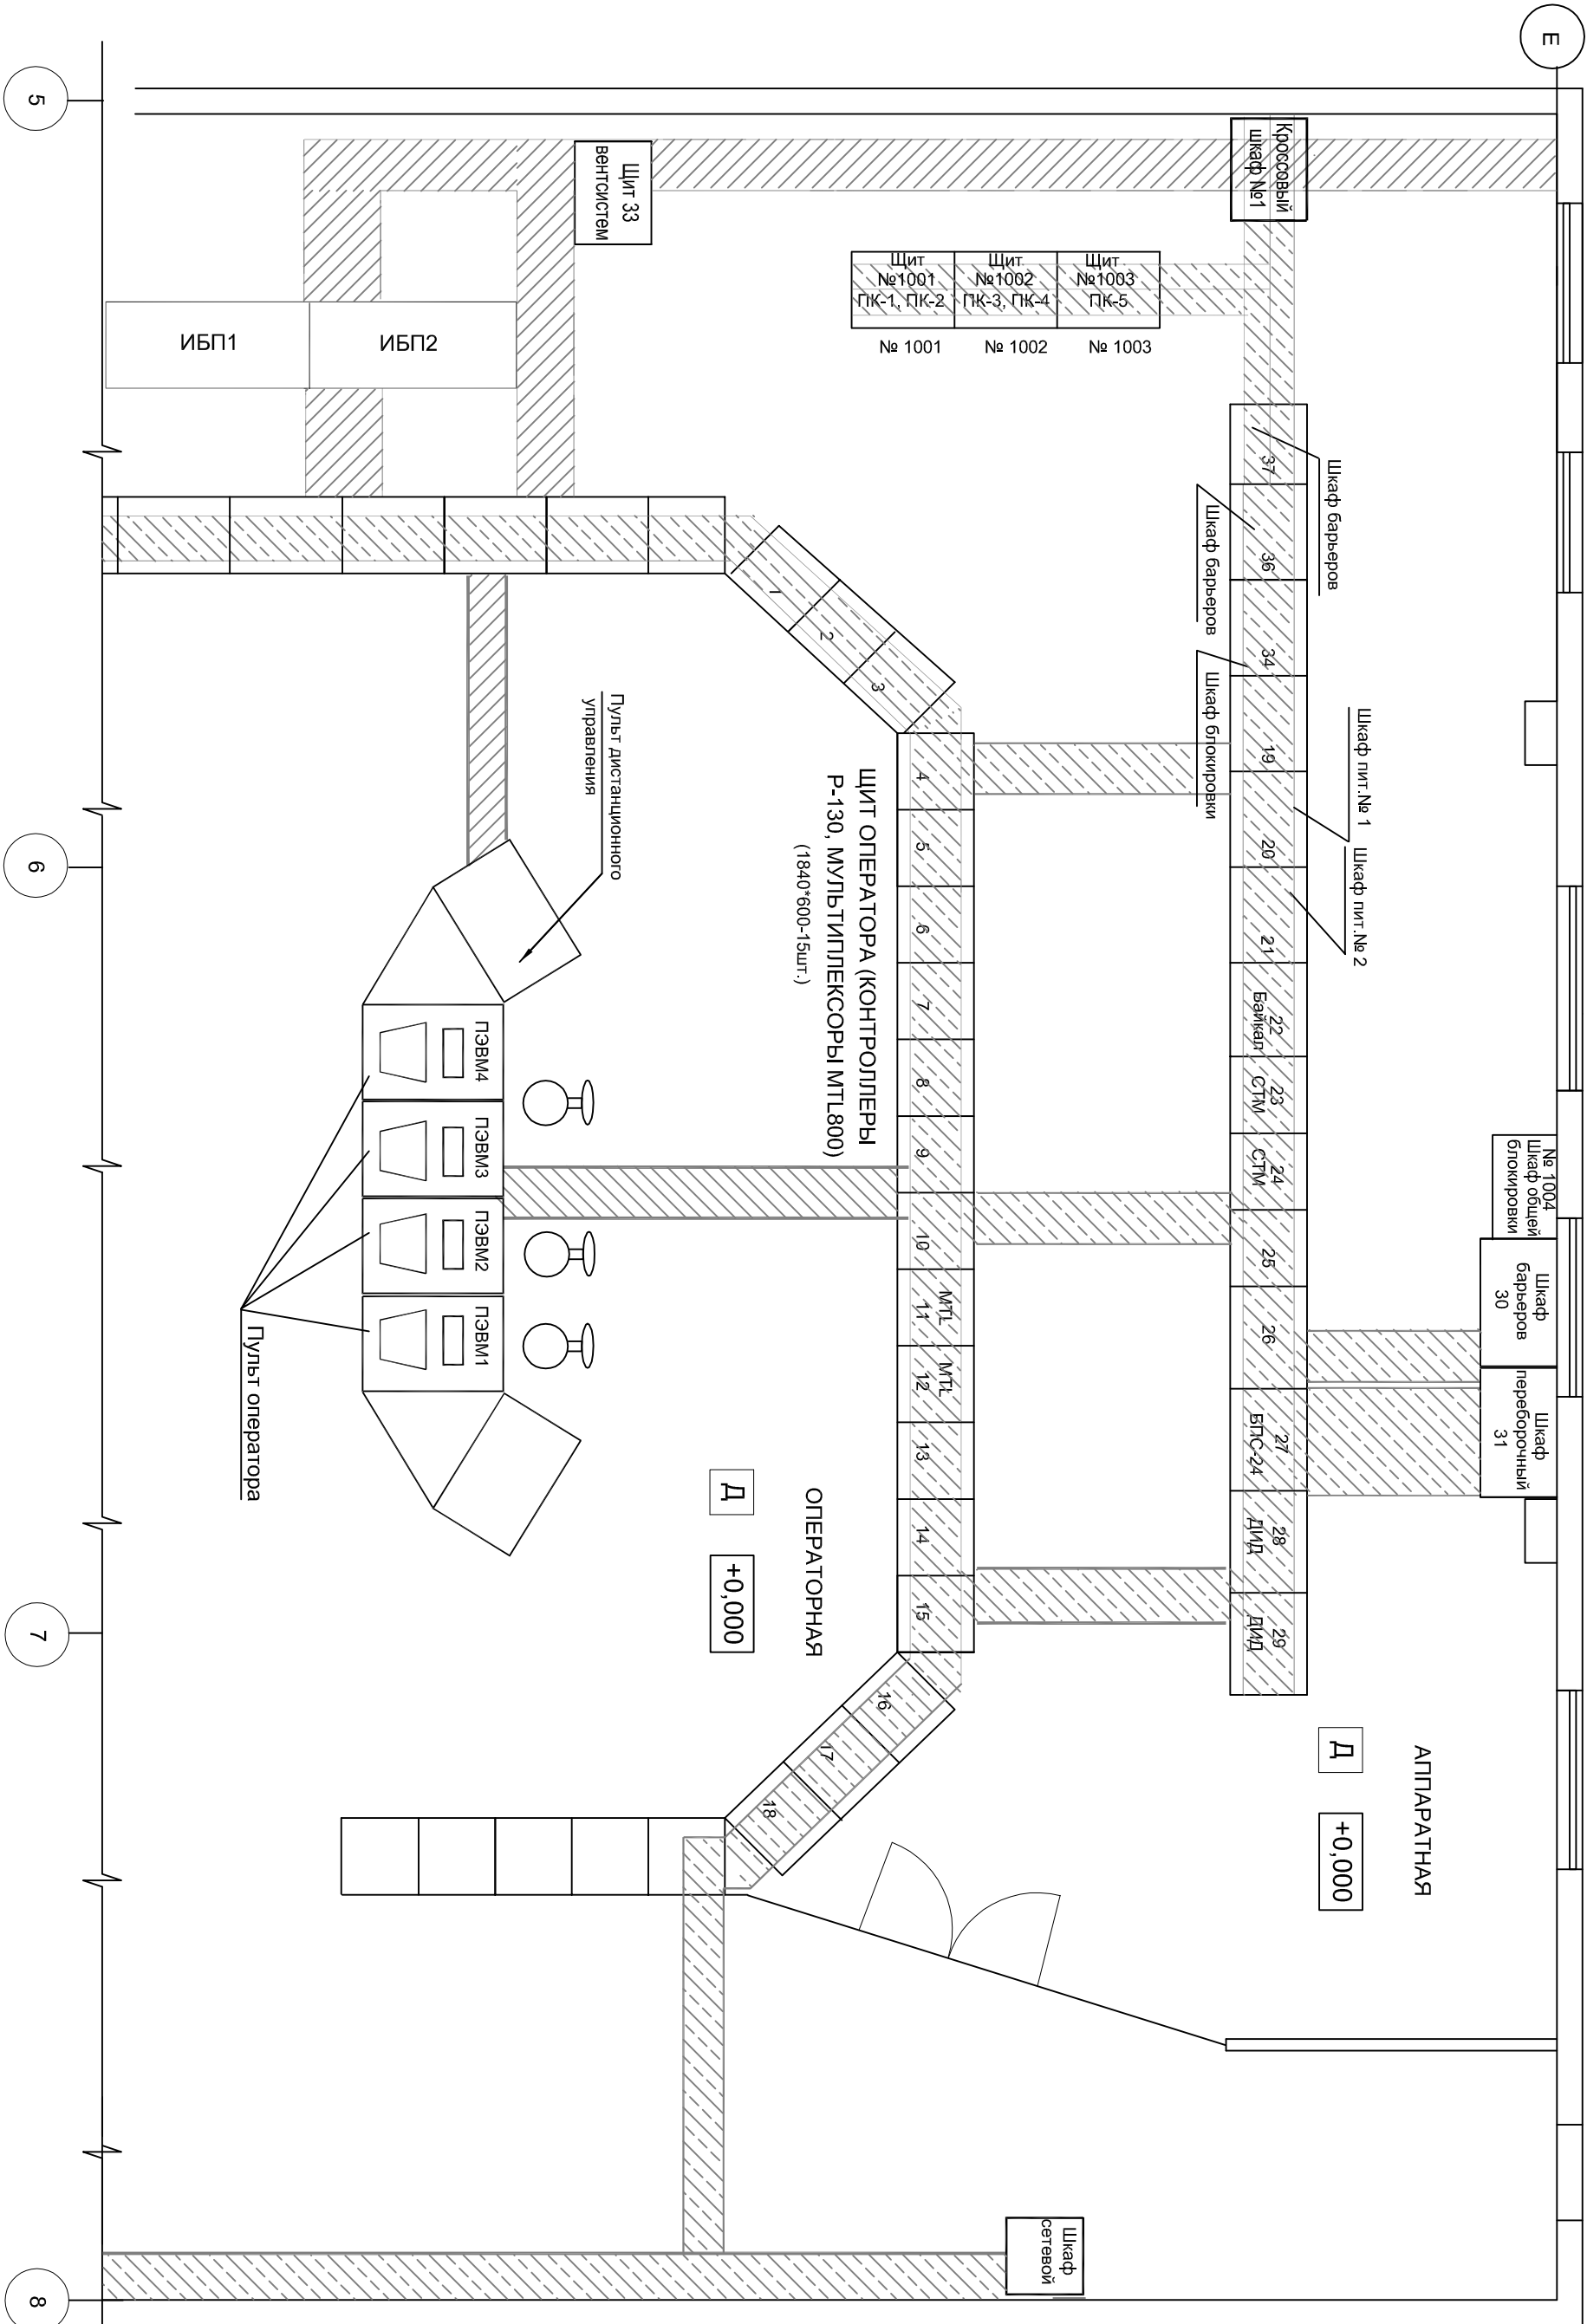 Е
5
6
7
8
Кроссовый
шкаф №1
Щит 33
вентсистем
Щит
№1001
ПК-1, ПК-2
Щит
№1002
ПК-3, ПК-4
Щит
№1003
ПК-5
№ 1001
№ 1002
№ 1003
ИБП1
ИБП2
Шкаф барьеров
Шкаф барьеров
Шкаф блокировки
Шкаф пит.№ 1
Шкаф пит.№ 2
37
36
34
19
20
21
22
Байкал
23
СТМ
24
СТМ
25
26
27
БПС-24
28
ДИД
29
ДИД
№ 1004
Шкаф общей
блокировки
Шкаф
барьеров
30
Шкаф
переборочный
31
1
2
3
4
5
6
7
8
9
10
MTL
11
MTL
12
13
14
15
16
17
18
ЩИТ ОПЕРАТОРА (КОНТРОЛЛЕРЫ
Р-130, МУЛЬТИПЛЕКСОРЫ MTL800)
(1840*600-15шт.)
Пульт дистанционного
управления
ПЭВМ4
ПЭВМ3
ПЭВМ2
ПЭВМ1
Пульт оператора
ОПЕРАТОРНАЯ
Д
+0,000
АППАРАТНАЯ
Д
+0,000
Шкаф
сетевой